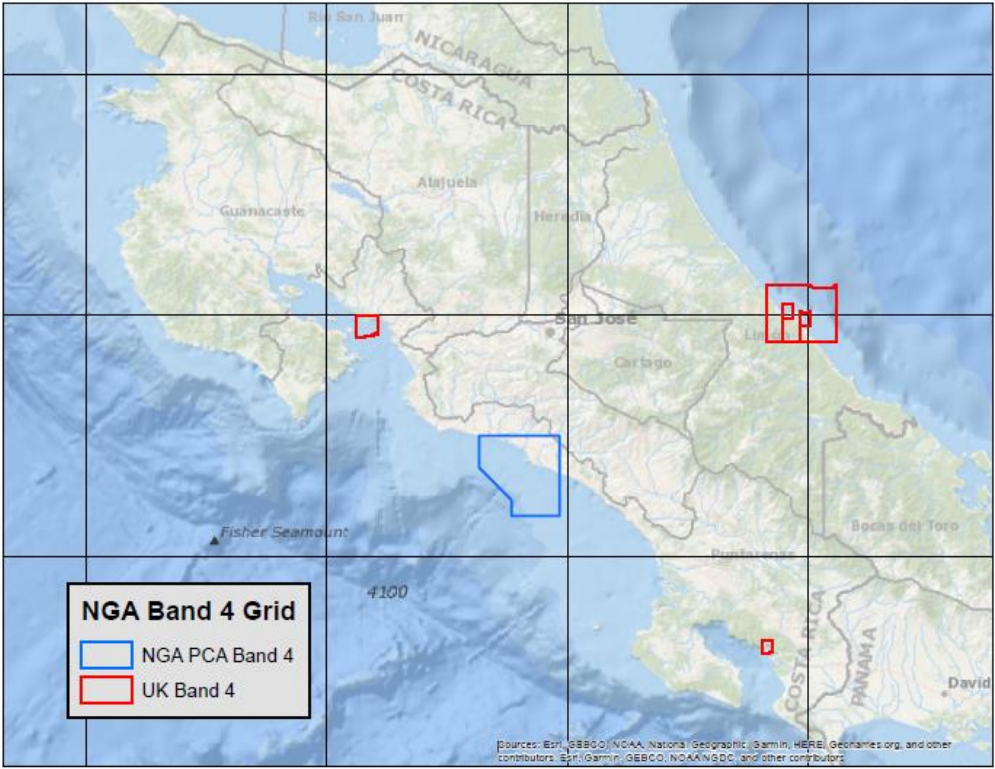 Rio San Juan
NICARAGUA
COSTA RICA
Alajuela
Guanacaste
Heredia
San José
Limón
Cartago
Fisher Seamount
Bocas del Toro
Puntarenas
4100
NGA Band 4 Grid
NGA PCA Band 4
UK Band 4
COSTA RICA
PANAMA
David
Sources: Esri, GEBCO, NOAA, National Geographic, Garmin, HERE, Geonames.org, and other
contributors, Esri, Garmin, GEBCO, NOAA NGDC, and other contributors